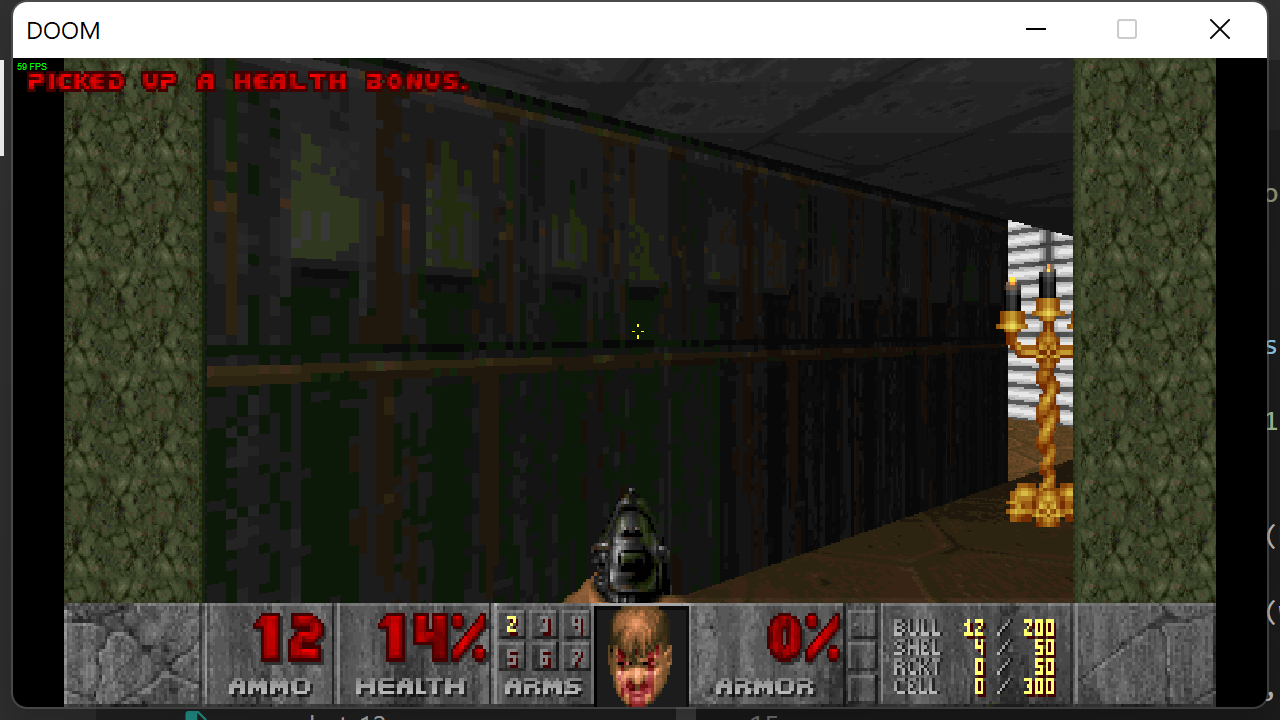 DOOM
59 FPS
PICKED UP A HEALTH BONUS.
12
14%
2 3 4
5 6 7
0%
BULL 12 / 200
SHEL 4 / 50
RCKT 0 / 50
CELL 0 / 300
AMMO
HEALTH
ARMS
ARMOR
15